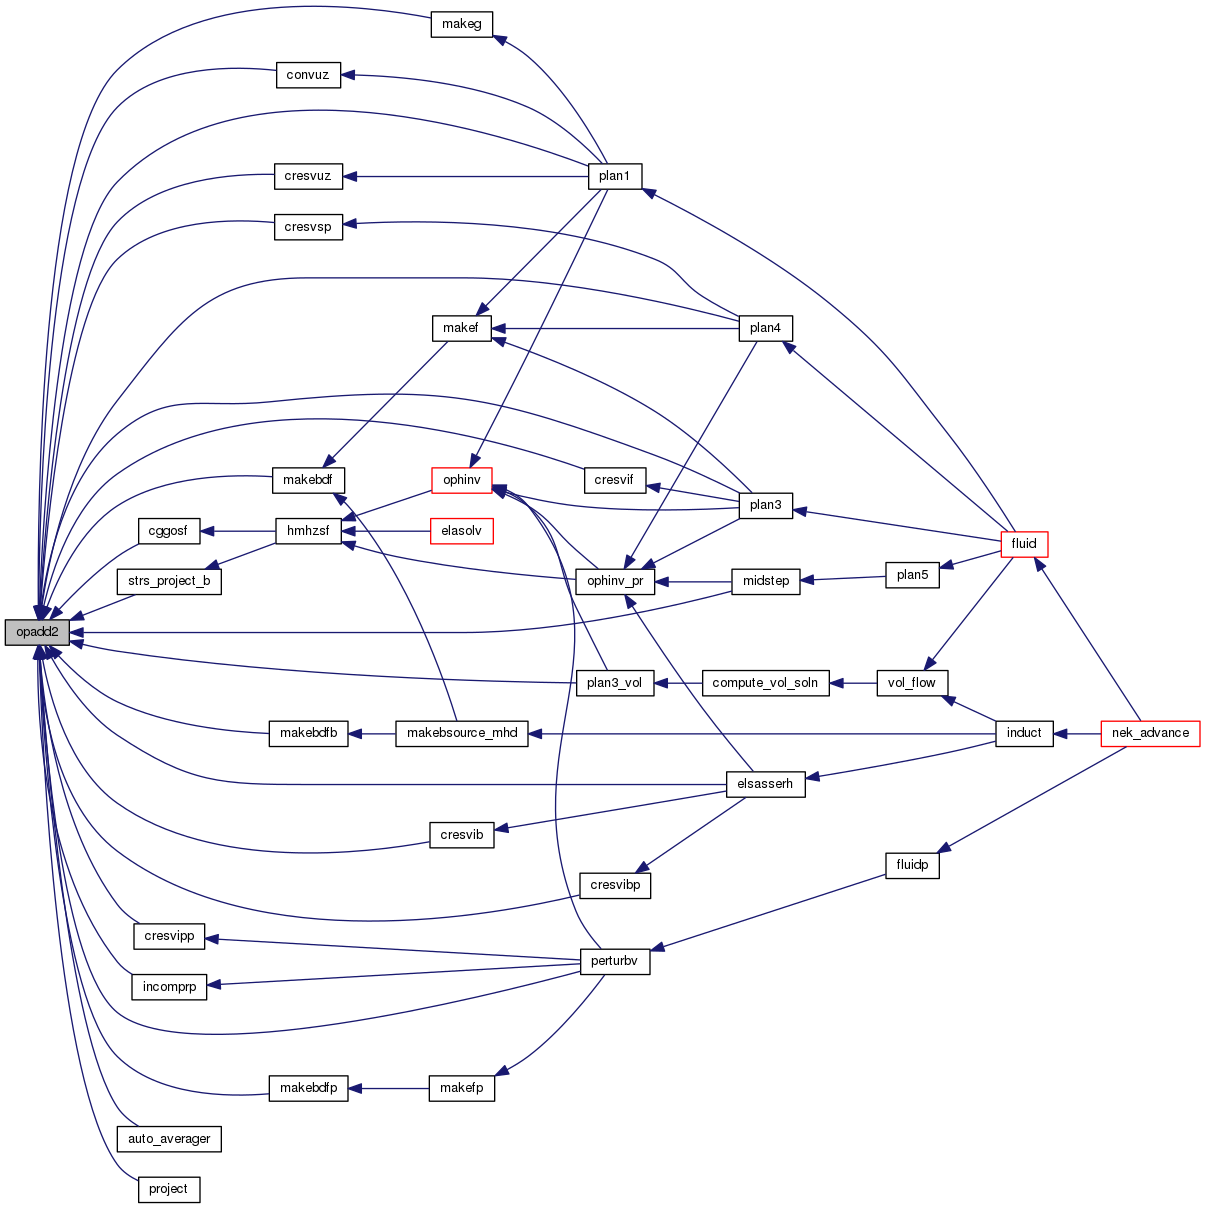 makeg
convuz
plan1
cresvuz
cresvsp
makef
plan4
makebdf
ophinv
cresvif
plan3
cggosf
hmhzsf
elasolv
fluid
strs_project_b
ophinv_pr
midstep
plan5
opadd2
plan3_vol
compute_vol_soln
vol_flow
makebdfb
makebsource_mhd
induct
nek_advance
elsasserh
cresvib
fluidp
cresvibp
cresvipp
perturbv
incomprp
makebdfp
makefp
auto_averager
project